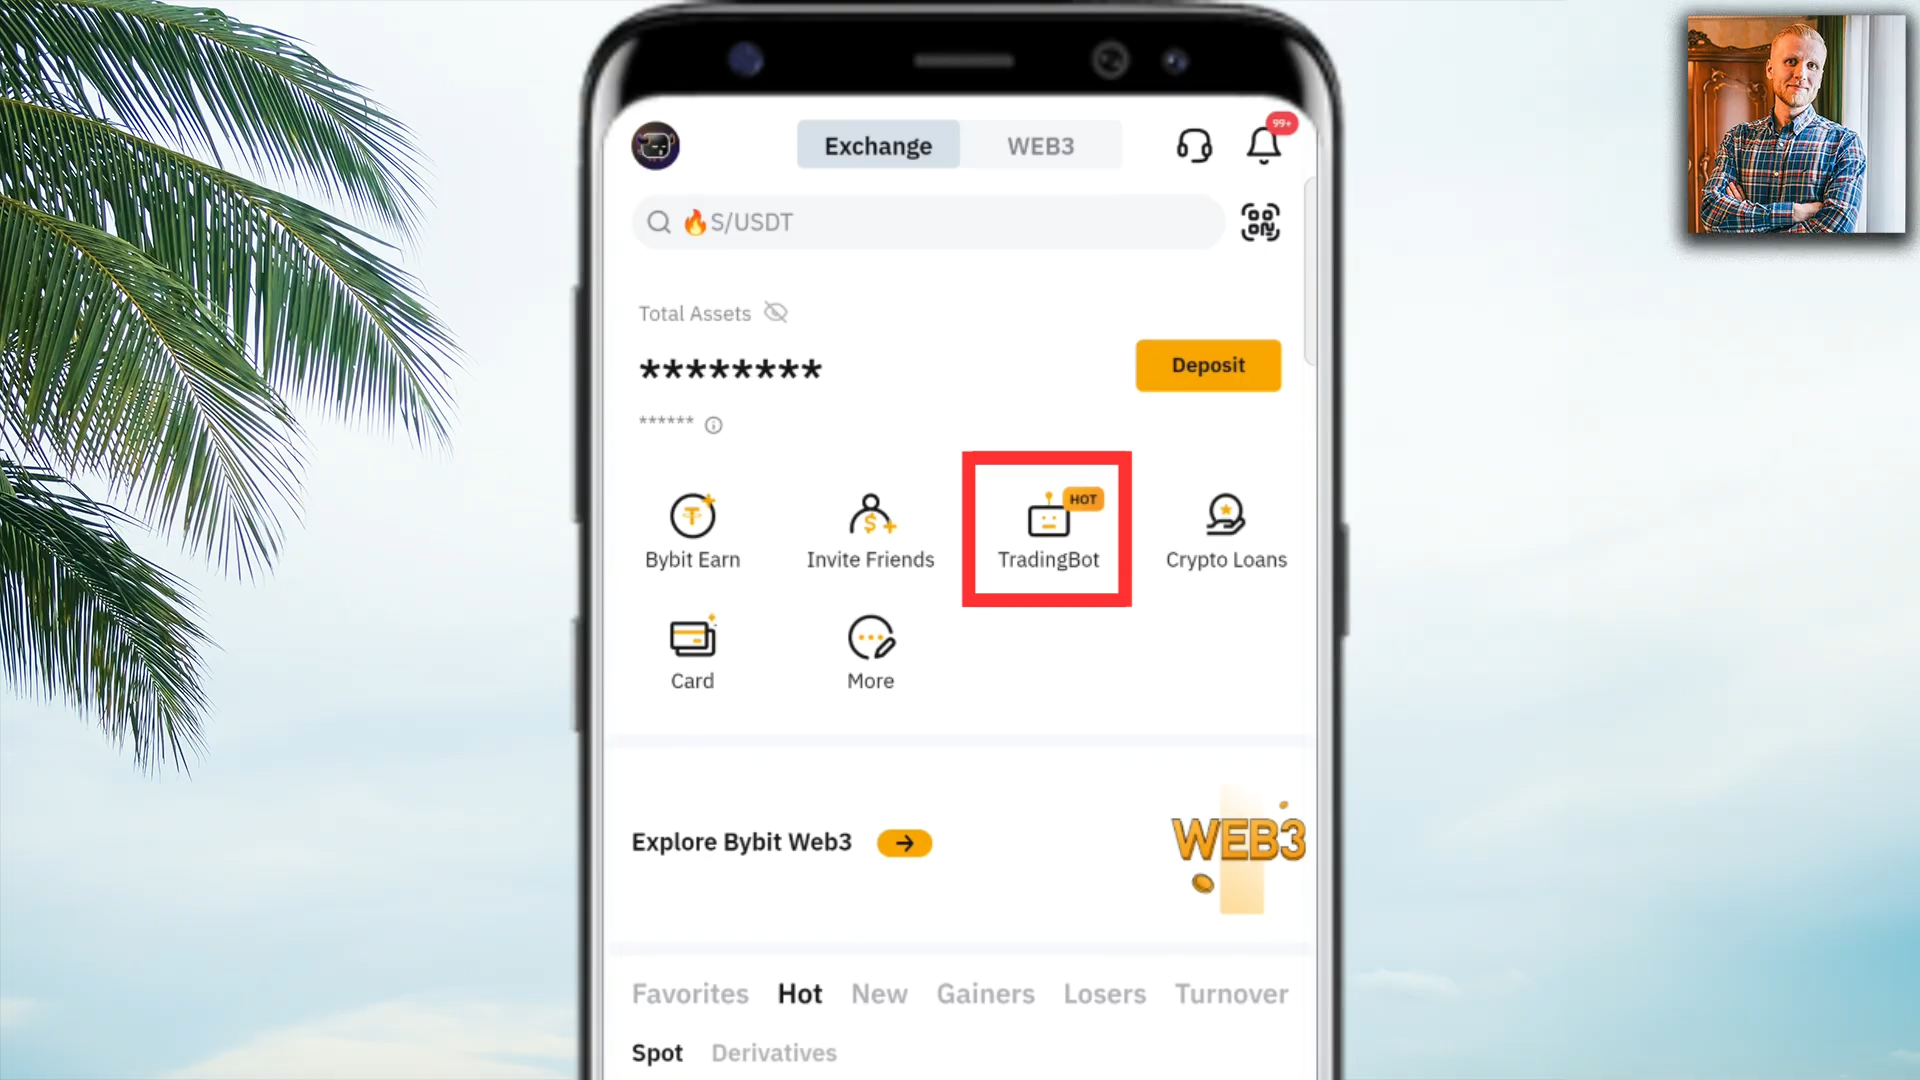 99+
Exchange WEB3
🔥S/USDT
Total Assets
********
Deposit
******
HOT
Bybit Earn Invite Friends TradingBot Crypto Loans
Card More
Explore Bybit Web3 → WEB3
Favorites Hot New Gainers Losers Turnover
Spot Derivatives